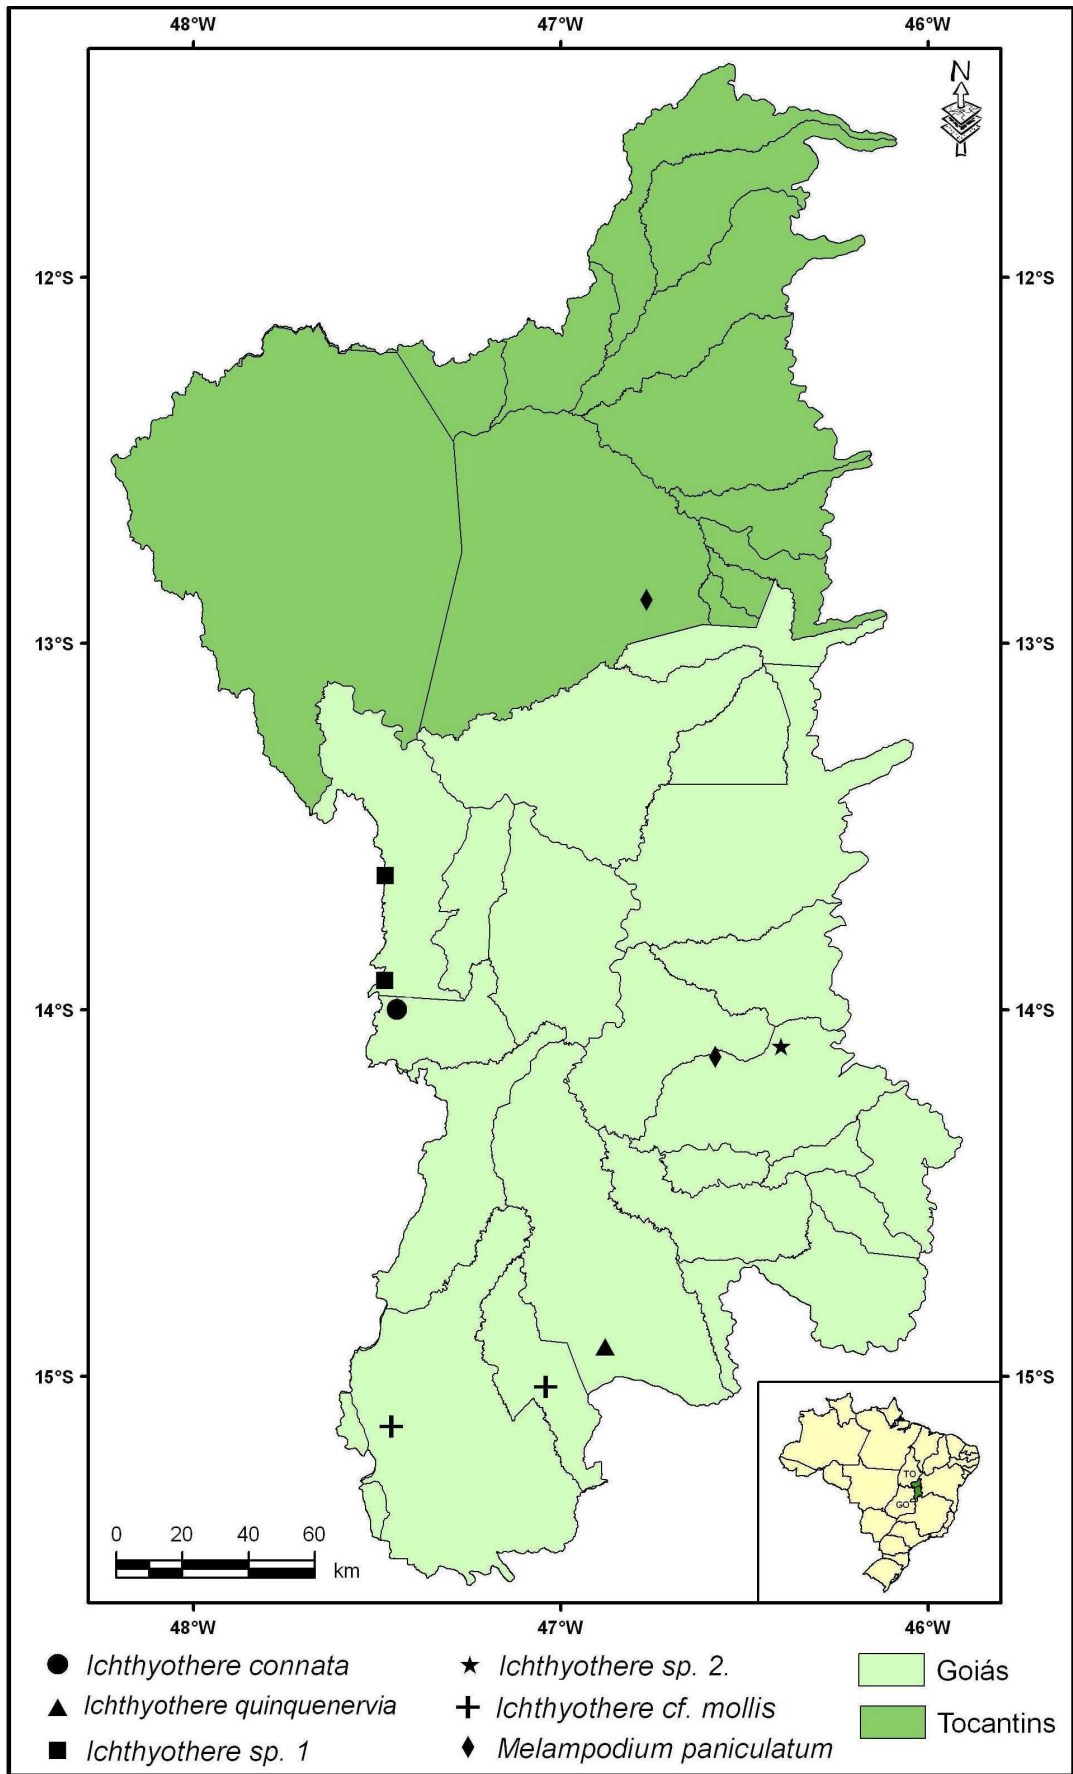 48°W 47°W 46°W
N
12°S 12°S
13°S 13°S
14°S 14°S
15°S 15°S
TO
GO
0 20 40 60
km
48°W 47°W 46°W
Ichthyothere connata
Ichthyothere quinquenervia
Ichthyothere sp. 1
Ichthyothere sp. 2.
Ichthyothere cf. mollis
Melampodium paniculatum
Goiás
Tocantins